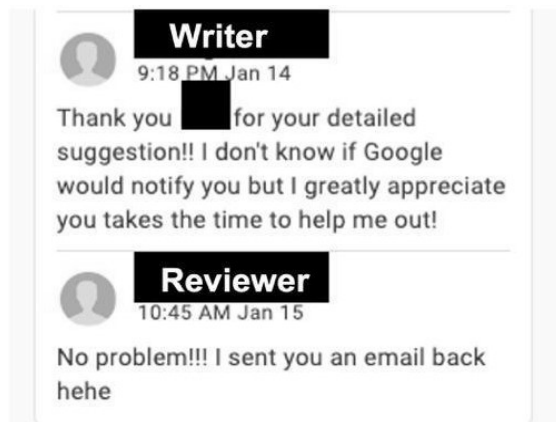 Writer
9:18 PM Jan 14
Thank you for your detailed
suggestion!! I don't know if Google
would notify you but I greatly appreciate
you takes the time to help me out!
Reviewer
10:45 AM Jan 15
No problem!!! I sent you an email back
hehe